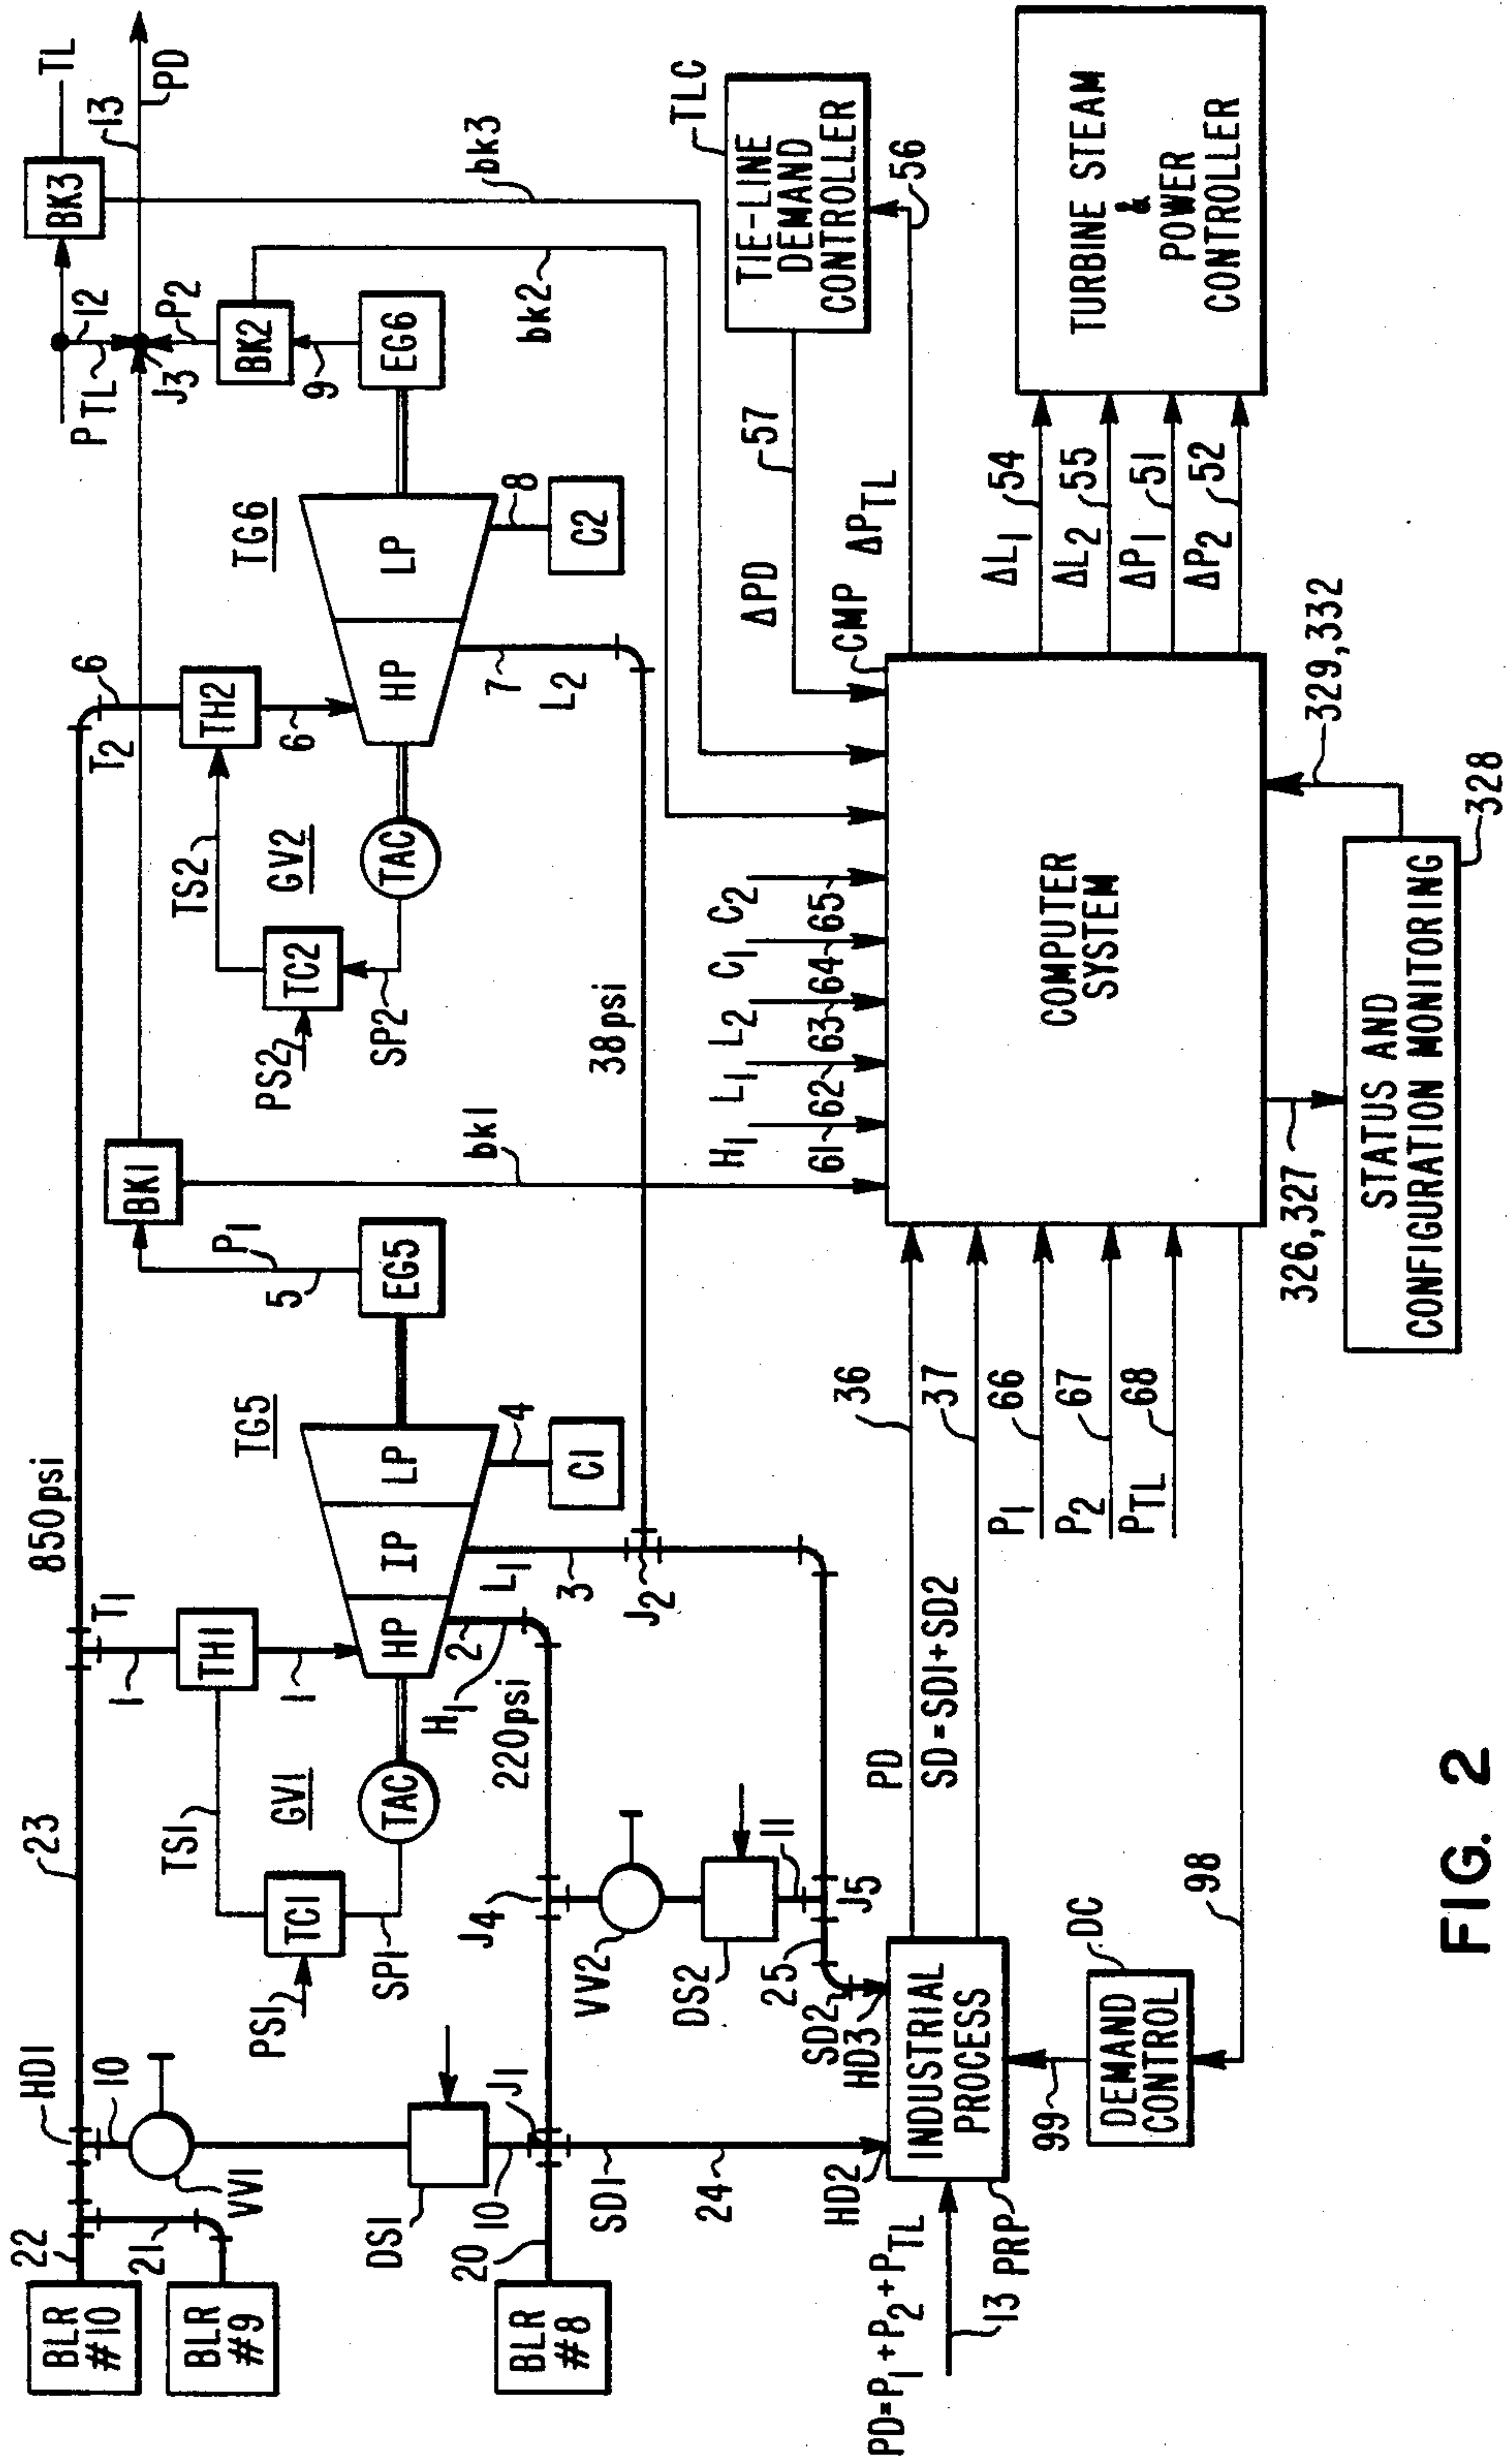 BLR
#10
BLR
#9
BLR
#8
22
21
20
HD1
10
VV1
DS1
10
J1
SD1
24
HD2
23
850psi
T1
1
TH1
1
TS1
TC1
PS1
SP1
GV1
TAC
HP
IP
LP
TG5
H1
2
220psi
L1
3
4
C1
EG5
5
P1
BK1
bk1
J2
J4
VV2
DS2
11
J5
25
SD2
HD3
38psi
T2
6
TH2
6
TS2
TC2
PS2
SP2
GV2
TAC
HP
LP
TG6
7
L2
8
C2
EG6
9
BK2
bk2
P2
J3
PTL
12
BK3
bk3
TL
13
PD
TIE-LINE
DEMAND
CONTROLLER
TLC
56
57
ΔPD
ΔPTL
CMP
TURBINE STEAM
&
POWER
CONTROLLER
ΔL1
54
ΔL2
55
ΔP1
51
ΔP2
52
COMPUTER
SYSTEM
H1
61
L1
62
L2
63
C1
64
C2
65
36
37
P1
66
P2
67
PTL
68
PD
SD=SD1+SD2
INDUSTRIAL
PROCESS
PD=P1+P2+PTL
13
PRP
99
DEMAND
CONTROL
DC
98
326,327
329,332
STATUS AND
CONFIGURATION MONITORING
328
FIG. 2